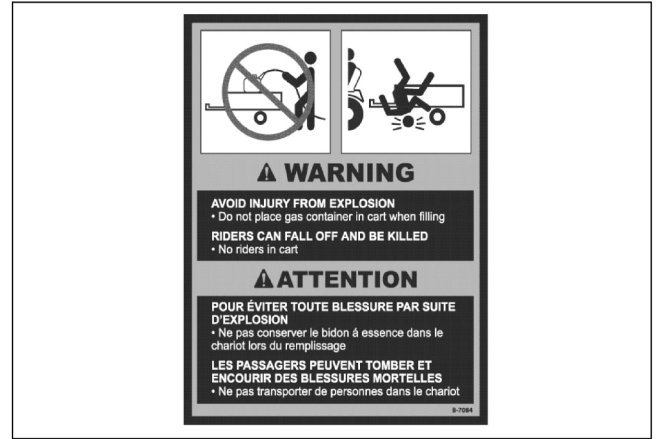 WARNING
AVOID INJURY FROM EXPLOSION
• Do not place gas container in cart when filling
RIDERS CAN FALL OFF AND BE KILLED
• No riders in cart
ATTENTION
POUR ÉVITER TOUTE BLESSURE PAR SUITE
D'EXPLOSION
• Ne pas conserver le bidon á essence dans le
chariot lors du remplissage
LES PASSAGERS PEUVENT TOMBER ET
ENCOURIR DES BLESSURES MORTELLES
• Ne pas transporter de personnes dans le chariot
B-7084